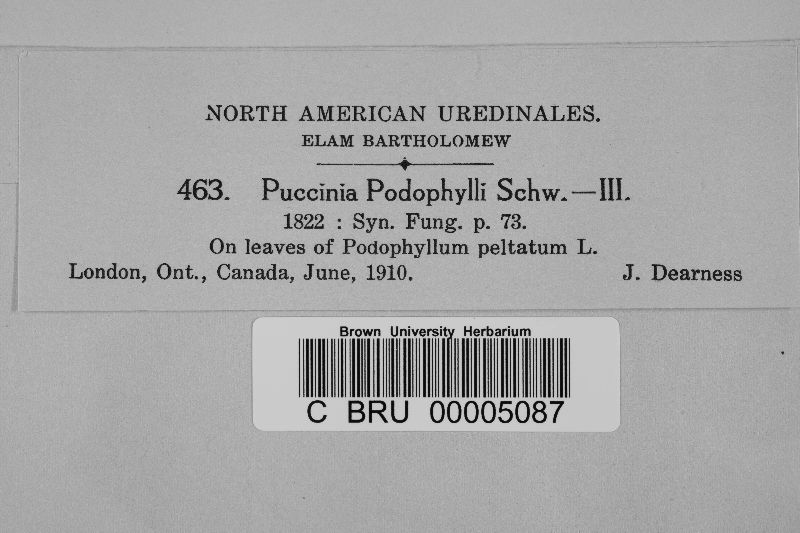 NORTH AMERICAN UREDINALES.
ELAM BARTHOLOMEW
463. Puccinia Podophylli Schw.—III.
1822 : Syn. Fung. p. 73.
On leaves of Podophyllum peltatum L.
London, Ont., Canada, June, 1910. J. Dearness
Brown University Herbarium
C BRU 00005087